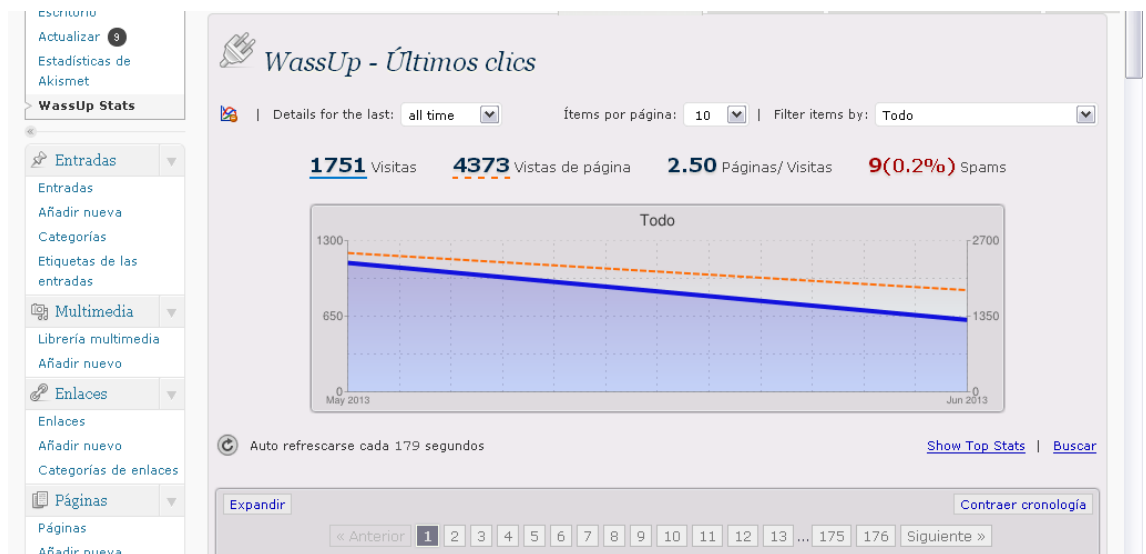 Escritorio
Actualizar 9
Estadísticas de
Akismet
WassUp Stats
Entradas
Entradas
Añadir nueva
Categorías
Etiquetas de las
entradas
Multimedia
Librería multimedia
Añadir nuevo
Enlaces
Enlaces
Añadir nuevo
Categorías de enlaces
Páginas
Páginas
Añadir nueva
WassUp - Últimos clics
| Details for the last: all time Ítems por página: 10 | Filter items by: Todo
1751 Visitas 4373 Vistas de página 2.50 Páginas/ Visitas 9(0.2%) Spams
Todo
1300 2700
650 1350
0 0
May 2013 Jun 2013
Auto refrescarse cada 179 segundos Show Top Stats | Buscar
Expandir Contraer cronología
« Anterior 1 2 3 4 5 6 7 8 9 10 11 12 13 ... 175 176 Siguiente »